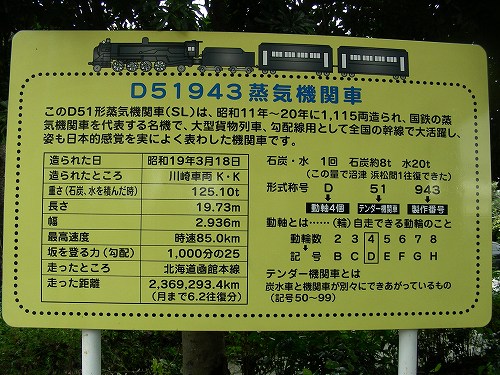 D51943 蒸気機関車
このD51形蒸気機関車(SL)は、昭和11年~20年に1,115両造られ、国鉄の蒸
気機関車を代表する名機で、大型貨物列車、勾配線用として全国の幹線で大活躍し、
姿も日本的感覚を実によく表わした機関車です。
造られた日 昭和19年3月18日
造られたところ 川崎車両K・K
重さ(石炭、水を積んだ時) 125.10t
長さ 19.73m
幅 2.936m
最高速度 時速85.0km
坂を登る力(勾配) 1,000分の25
走ったところ 北海道函館本線
走った距離 2,369,293.4km
(月まで6.2往復分)
石炭・水 1回 石炭約8t 水20t
(この量で沼津 浜松間1往復できた)
形式称号 D 51 943
動輪4個 テンダー機関車 製作番号
動軸とは……(輪)自走できる動輪のこと
動輪数 2 3 4 5 6 7 8
記号 B C D E F G H
テンダー機関車とは
炭水車と機関車が別々にできあがっているもの
(記号50~99)